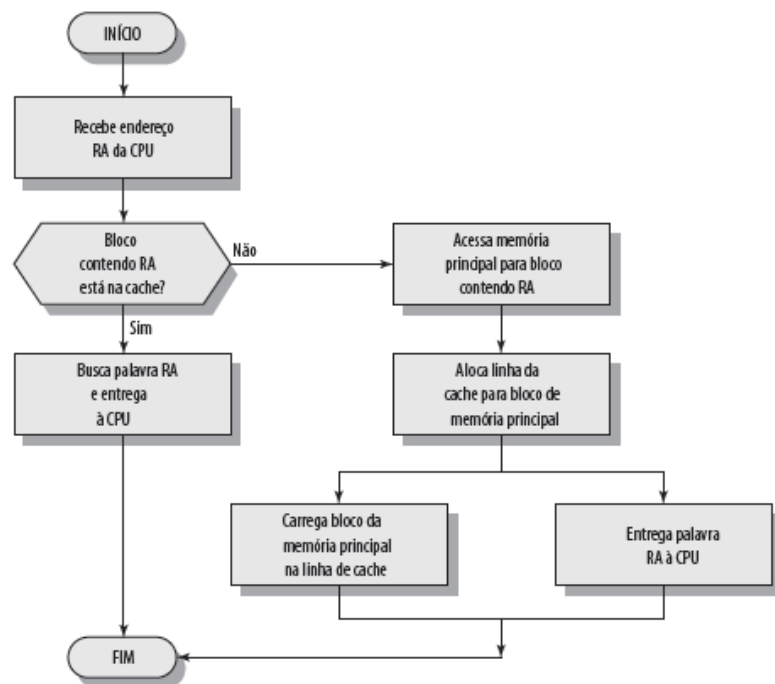 INÍCIO
Recebe endereço
RA da CPU
Bloco
contendo RA
está na cache?
Não
Acessa memória
principal para bloco
contendo RA
Sim
Busca palavra RA
e entrega
à CPU
Aloca linha da
cache para bloco de
memória principal
Carrega bloco da
memória principal
na linha de cache
Entrega palavra
RA à CPU
FIM